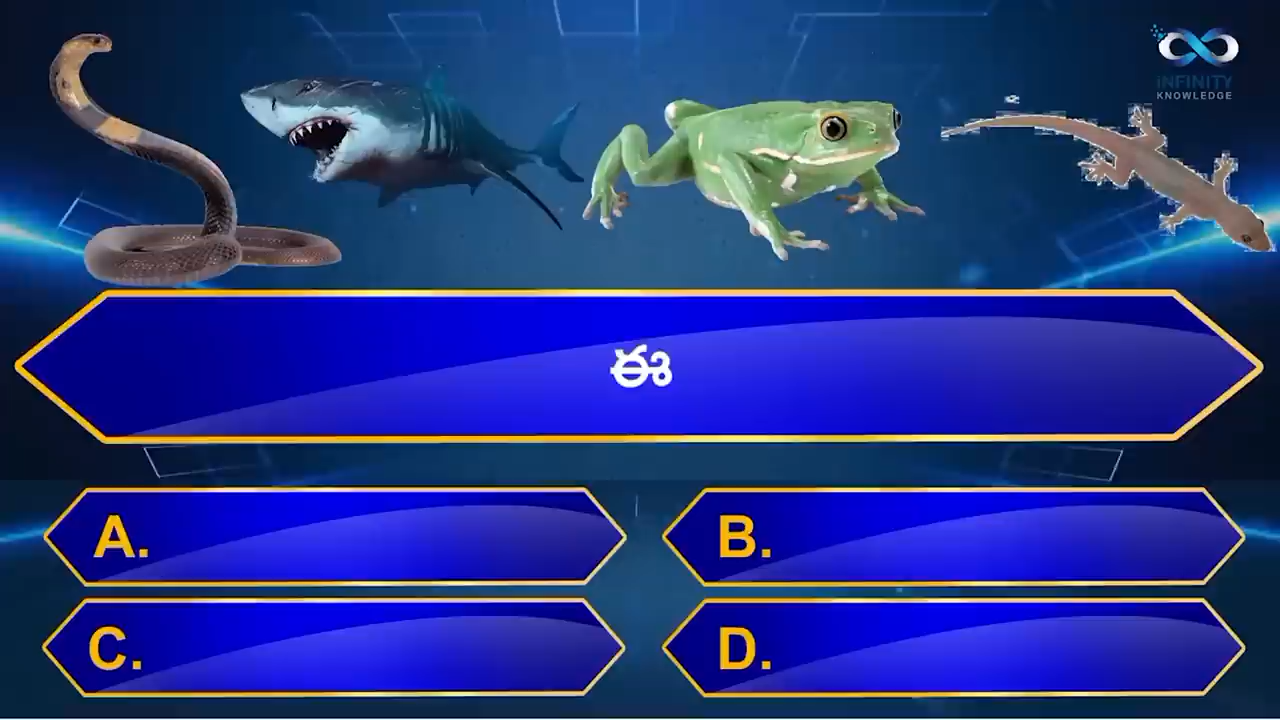 iNFINITY
KNOWLEDGE
ఈ
A.
B.
C.
D.